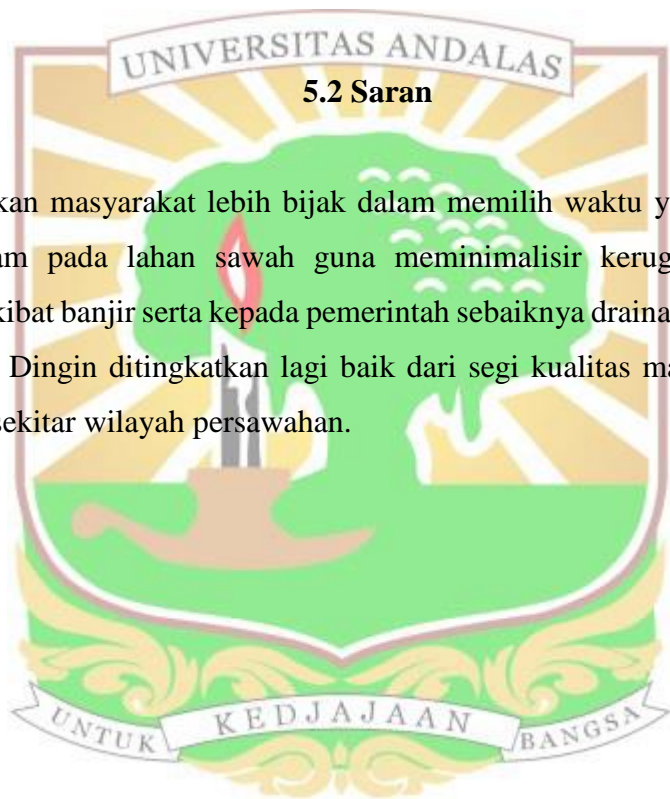 UNIVERSITAS ANDALAS
5.2 Saran
kan masyarakat lebih bijak dalam memilih waktu y
am pada lahan sawah guna meminimalisir kerug
kibat banjir serta kepada pemerintah sebaiknya draina
Dingin ditingkatkan lagi baik dari segi kualitas ma
sekitar wilayah persawahan.
UNTUK KEDJAJAAN BANGSA